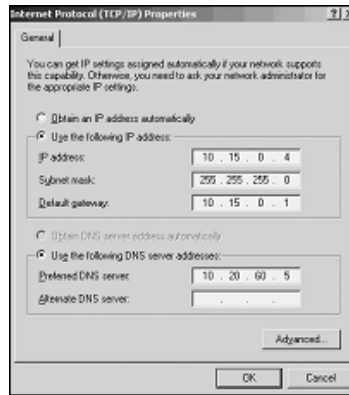 Internet Protocol (TCP/IP) Properties
General
You can get IP settings assigned automatically if your network supports
this capability. Otherwise, you need to ask your network administrator for
the appropriate IP settings.
Obtain an IP address automatically
Use the following IP address:
IP address: 10 . 15 . 0 . 4
Subnet mask: 255 . 255 . 255 . 0
Default gateway: 10 . 15 . 0 . 1
Obtain DNS server address automatically
Use the following DNS server addresses:
Preferred DNS server: 10 . 20 . 60 . 5
Alternate DNS server: . . .
Advanced...
OK Cancel